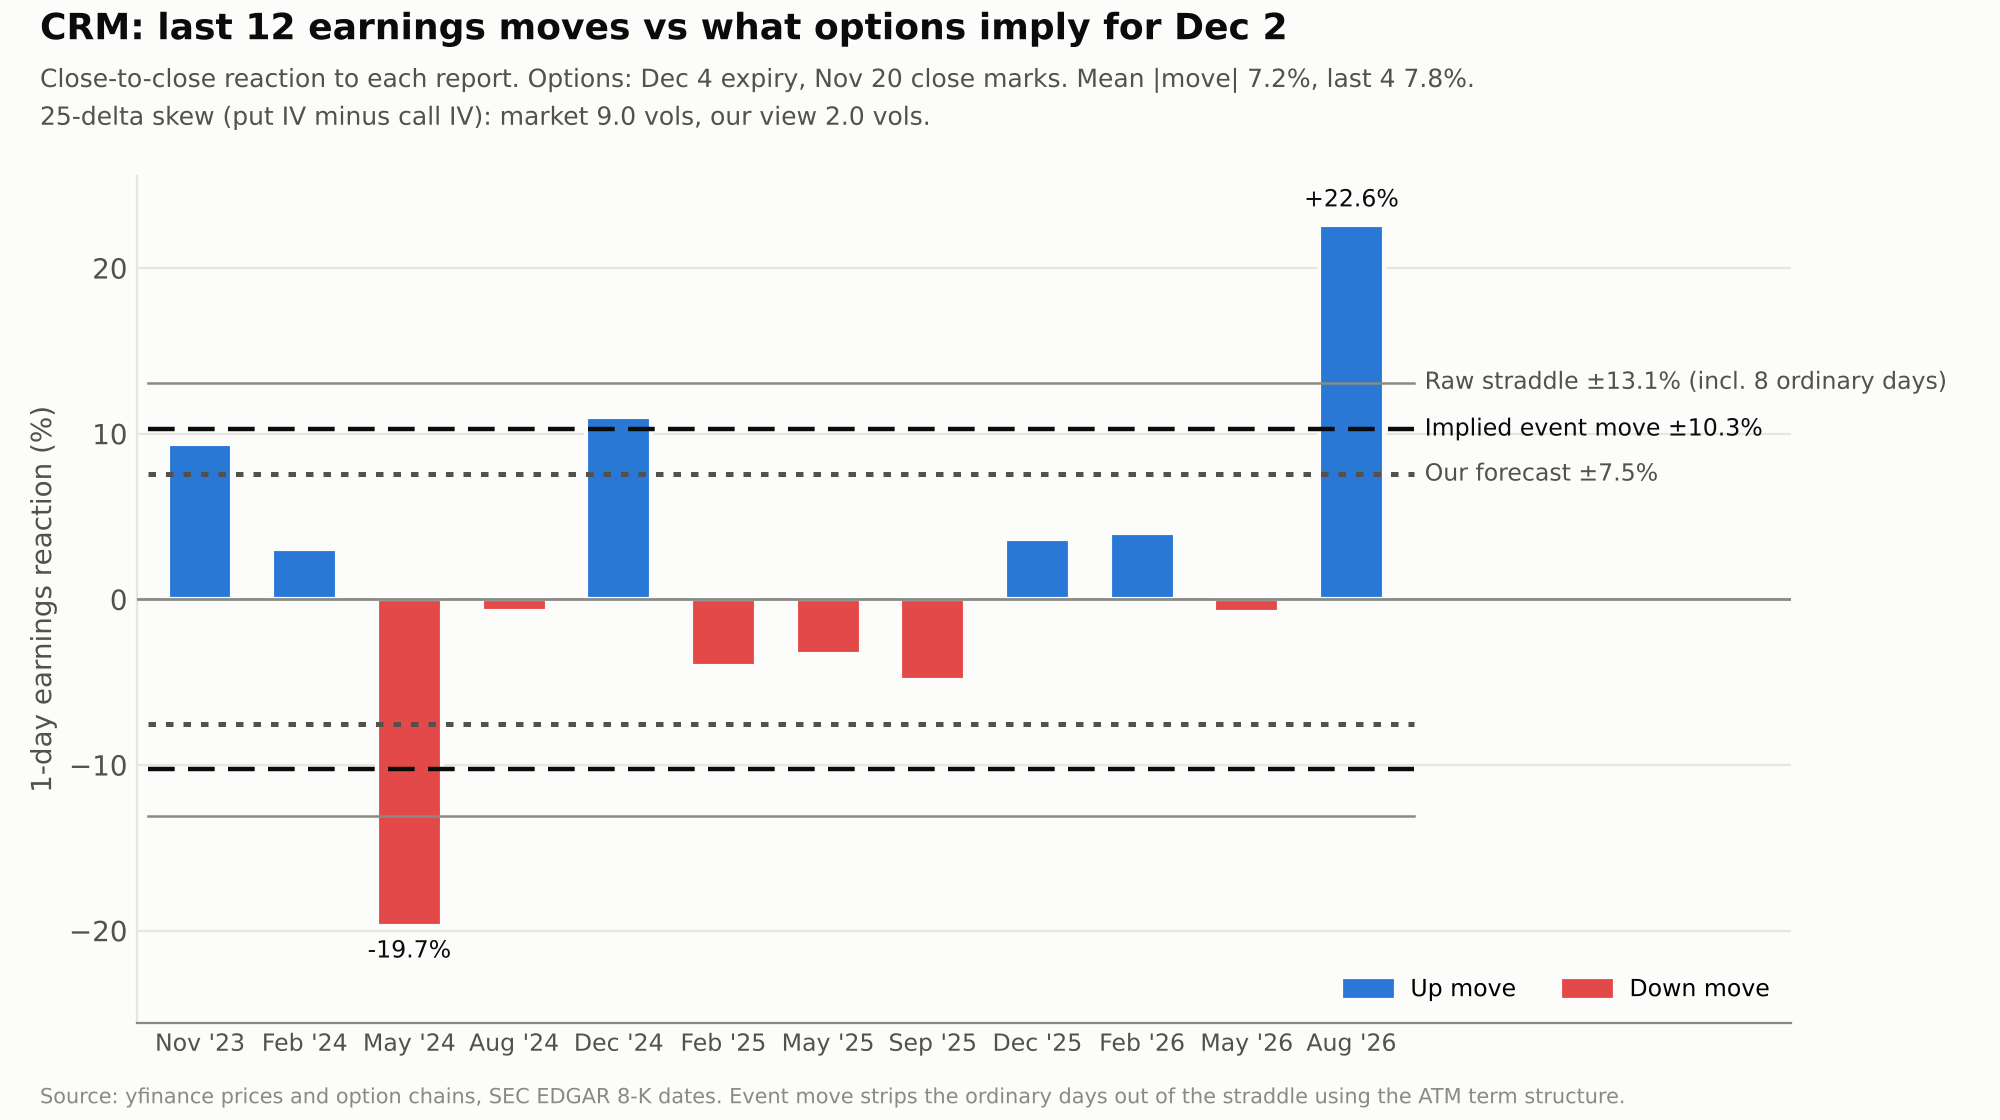 CRM: last 12 earnings moves vs what options imply for Dec 2
Close-to-close reaction to each report. Options: Dec 4 expiry, Nov 20 close marks. Mean |move| 7.2%, last 4 7.8%.
25-delta skew (put IV minus call IV): market 9.0 vols, our view 2.0 vols.
1-day earnings reaction (%)
20
10
0
−10
−20
+22.6%
-19.7%
Raw straddle ±13.1% (incl. 8 ordinary days)
Implied event move ±10.3%
Our forecast ±7.5%
Up move
Down move
Nov '23
Feb '24
May '24
Aug '24
Dec '24
Feb '25
May '25
Sep '25
Dec '25
Feb '26
May '26
Aug '26
Source: yfinance prices and option chains, SEC EDGAR 8-K dates. Event move strips the ordinary days out of the straddle using the ATM term structure.